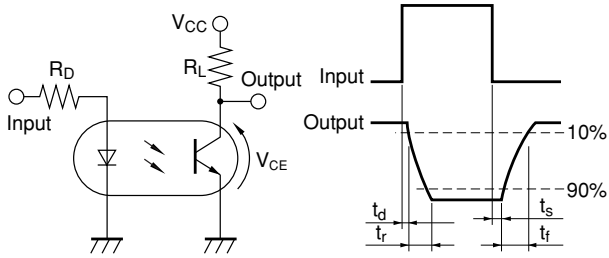 VCC
RD
RL
Output
Input
VCE
Input
Output
10%
90%
td
ts
tr
tf